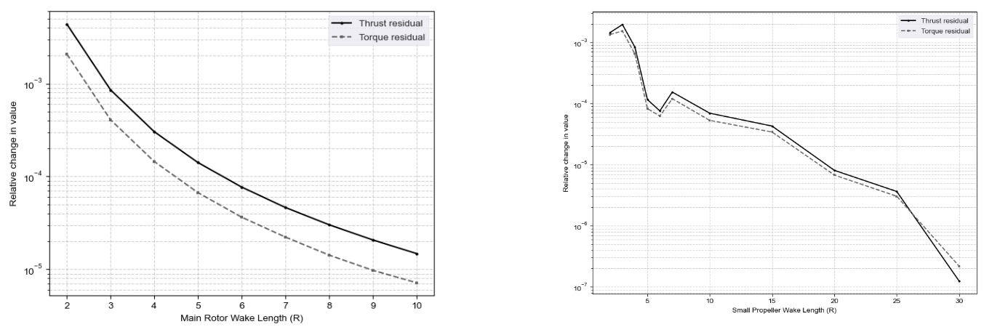 Thrust residual
Torque residual
Relative change in value
10⁻³
10⁻⁴
10⁻⁵
2 3 4 5 6 7 8 9 10
Main Rotor Wake Length (R)
Thrust residual
Torque residual
Relative change in value
10⁻³
10⁻⁴
10⁻⁵
10⁻⁶
10⁻⁷
5 10 15 20 25 30
Small Propeller Wake Length (R)